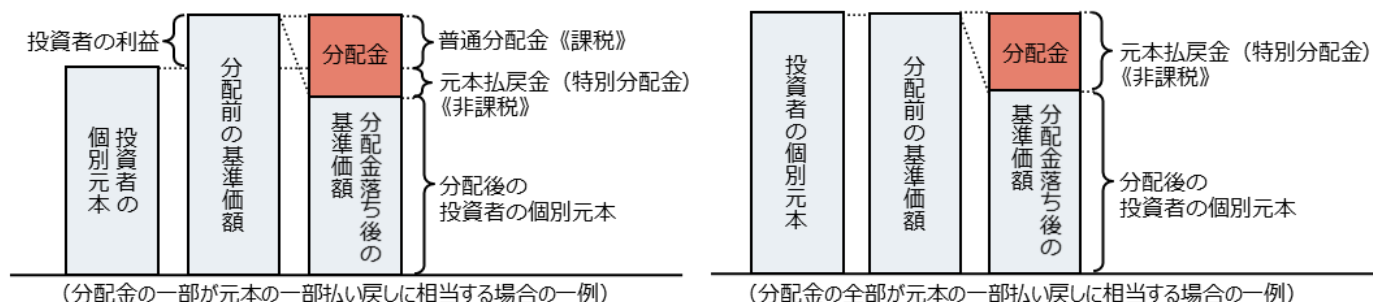 投資者の利益
投資者の
個別元本
分配前の基準価額
分配金
分配金落ち後の
基準価額
普通分配金《課税》
元本払戻金（特別分配金）
《非課税》
分配後の
投資者の個別元本
（分配金の一部が元本の一部払い戻しに相当する場合の一例）
投資者の個別元本
分配前の基準価額
分配金
分配金落ち後の
基準価額
元本払戻金（特別分配金）
《非課税》
分配後の
投資者の個別元本
（分配金の全部が元本の一部払い戻しに相当する場合の一例）